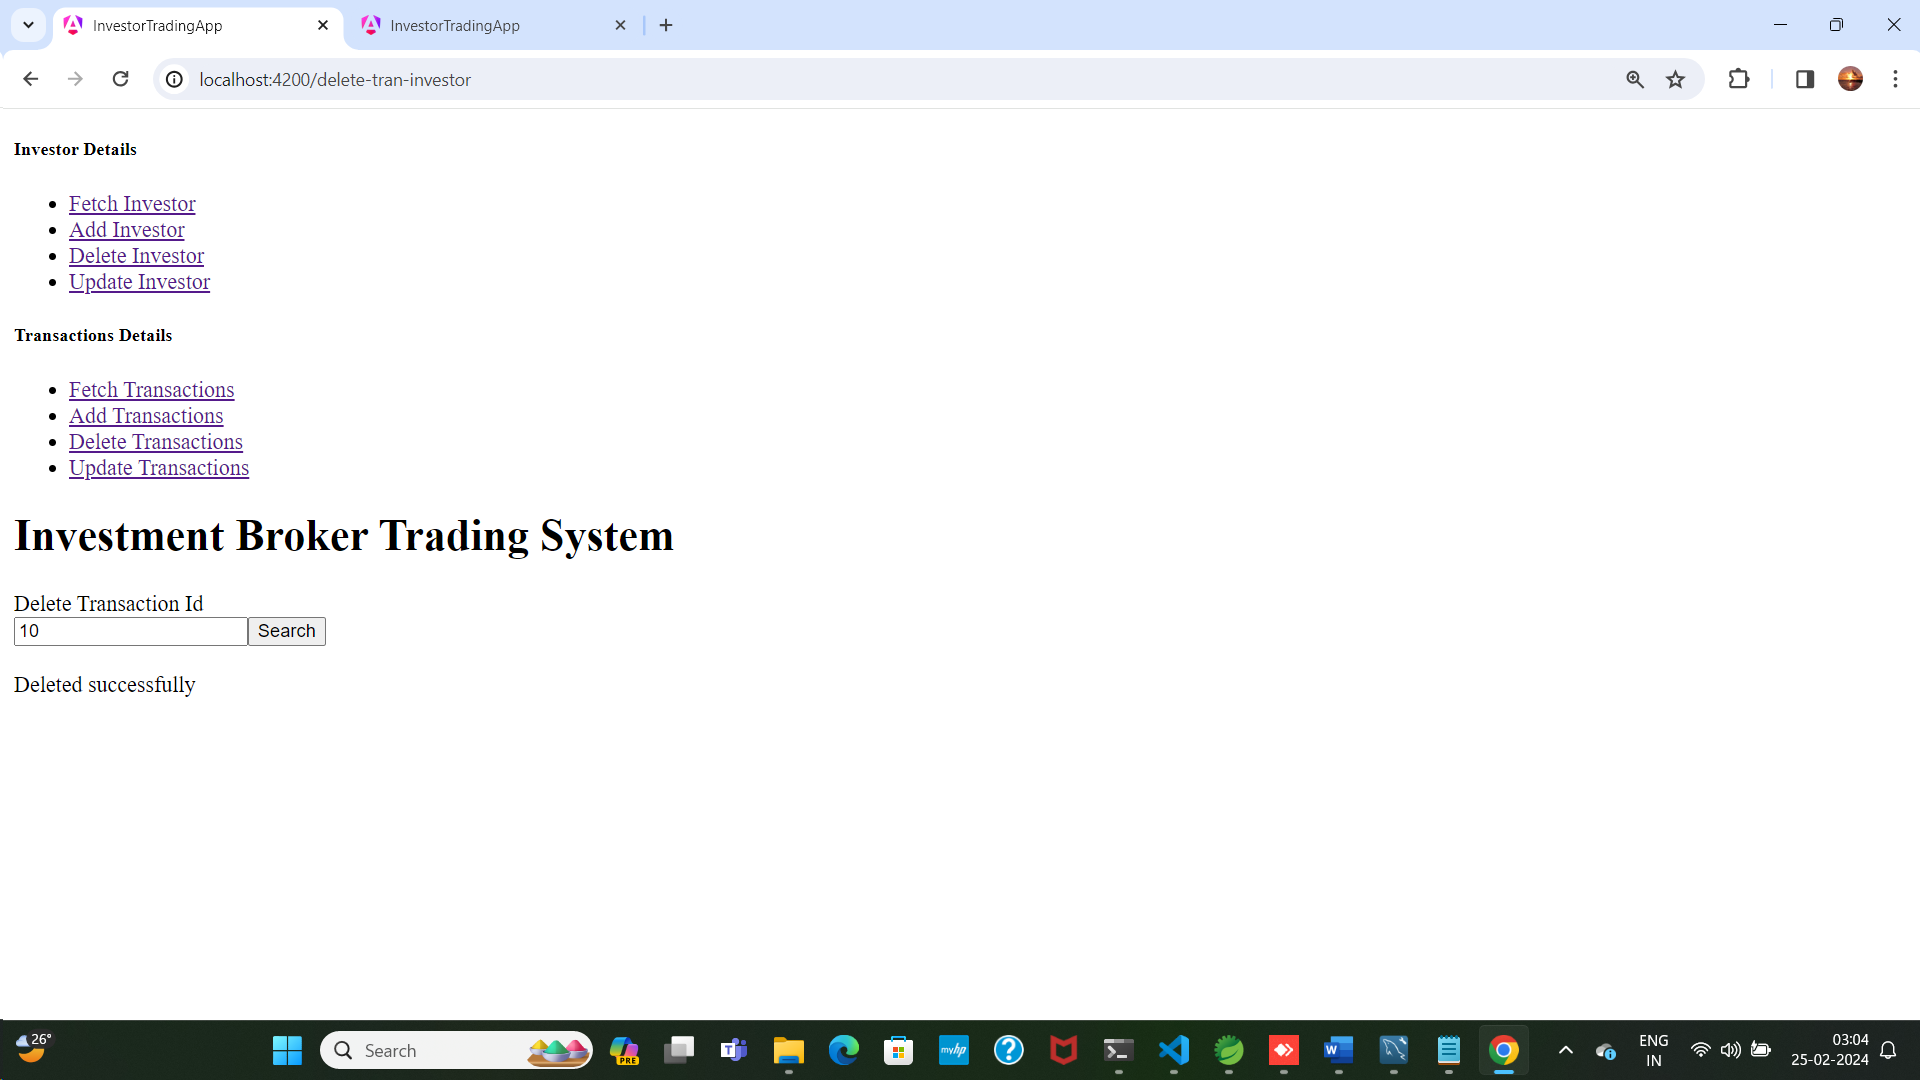 InvestorTradingApp
InvestorTradingApp
localhost:4200/delete-tran-investor
Investor Details
Fetch Investor
Add Investor
Delete Investor
Update Investor
Transactions Details
Fetch Transactions
Add Transactions
Delete Transactions
Update Transactions
Investment Broker Trading System
Delete Transaction Id
10 Search
Deleted successfully
26°
Search
PRE
myhp
ENG
IN
03:04
25-02-2024